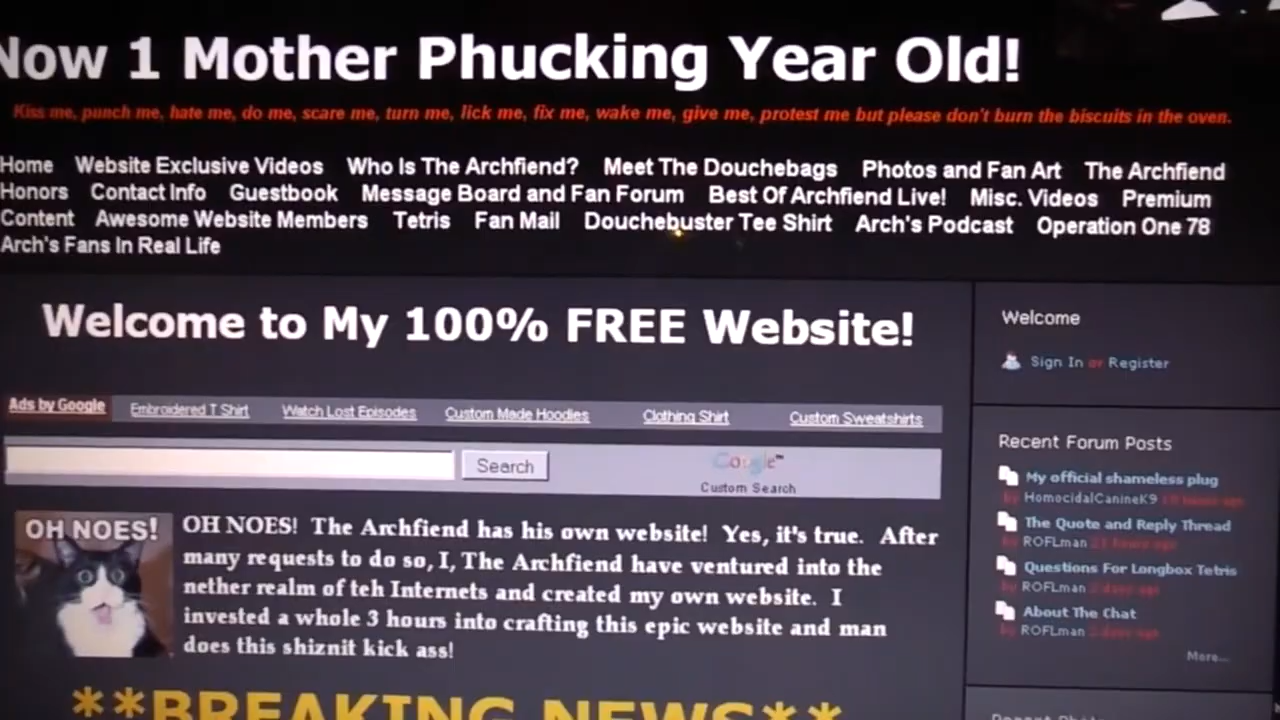 Now 1 Mother Phucking Year Old!
Kiss me, punch me, hate me, do me, scare me, turn me, lick me, fix me, wake me, give me, protest me but please don't burn the biscuits in the oven.
Home Website Exclusive Videos Who Is The Archfiend? Meet The Douchebags Photos and Fan Art The Archfiend
Honors Contact Info Guestbook Message Board and Fan Forum Best Of Archfiend Live! Misc. Videos Premium
Content Awesome Website Members Tetris Fan Mail Douchebuster Tee Shirt Arch's Podcast Operation One 78
Arch's Fans In Real Life
Welcome to My 100% FREE Website!
Ads by Google Embroidered T Shirt Watch Lost Episodes Custom Made Hoodies Clothing Shirt Custom Sweatshirts
Search
Google™
Custom Search
OH NOES!
OH NOES! The Archfiend has his own website! Yes, it's true. After
many requests to do so, I, The Archfiend have ventured into the
nether realm of teh Internets and created my own website. I
invested a whole 3 hours into crafting this epic website and man
does this shiznit kick ass!
**BREAKING NEWS**
Welcome
Sign In or Register
Recent Forum Posts
My official shameless plug
by HomocidalCanineK9
The Quote and Reply Thread
by ROFLman
Questions For Longbox Tetris
by ROFLman
About The Chat
by ROFLman
More...